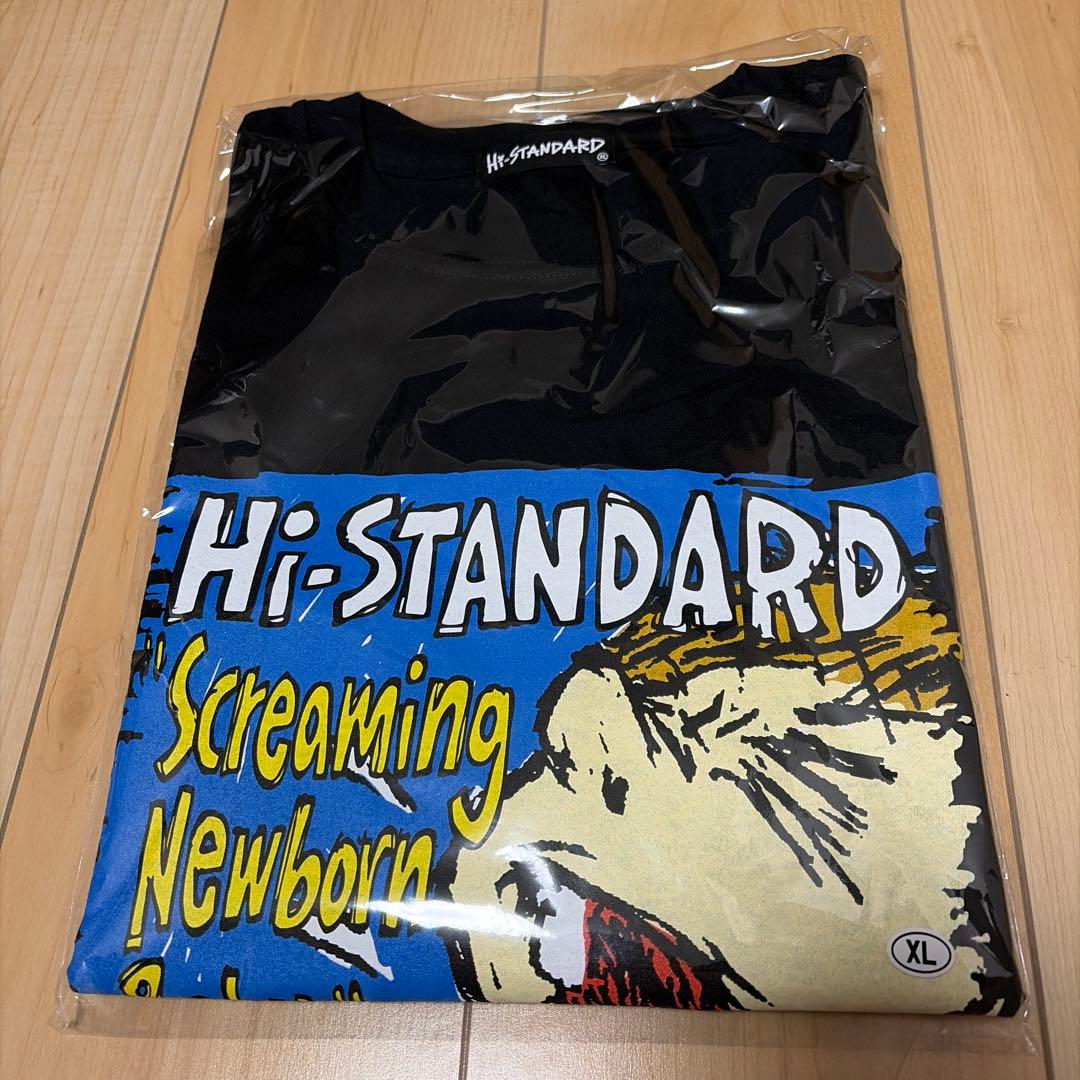 Hi-STANDARD®
Hi-STANDARD
"Screaming
Newborn
XL